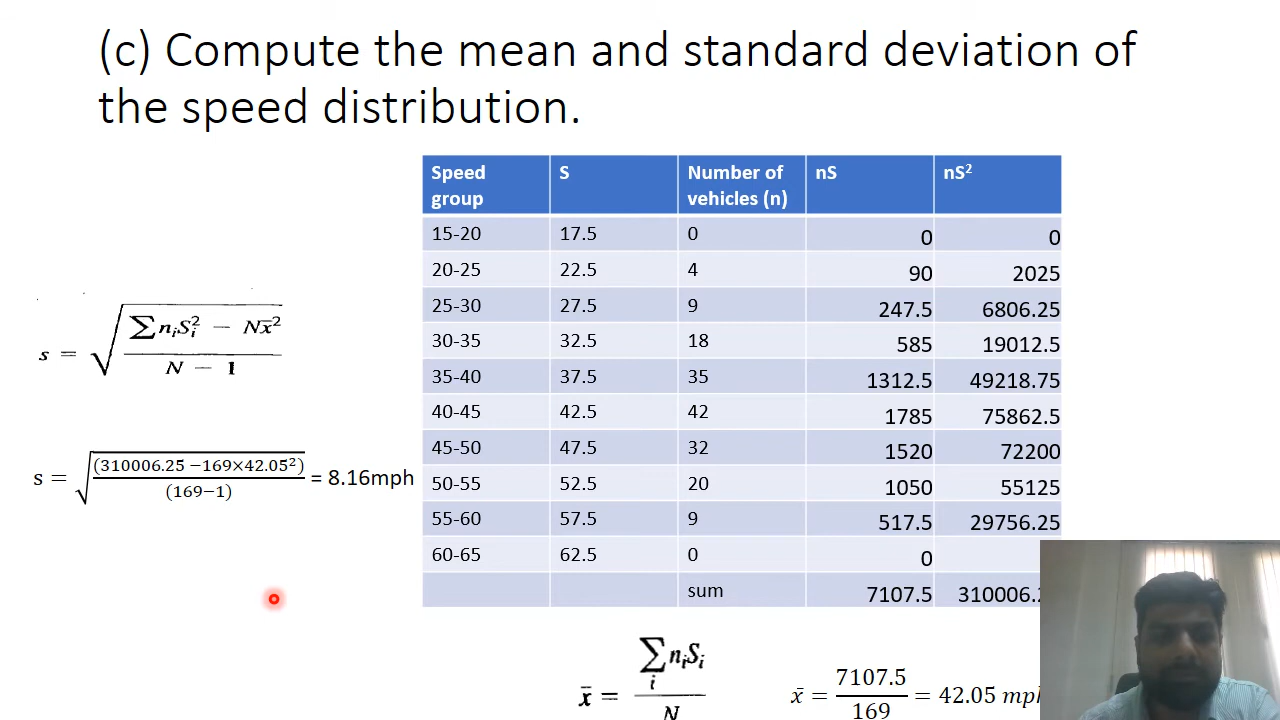 (c) Compute the mean and standard deviation of
the speed distribution.
Speed group S Number of vehicles (n) nS nS²
15-20 17.5 0 0 0
20-25 22.5 4 90 2025
25-30 27.5 9 247.5 6806.25
30-35 32.5 18 585 19012.5
35-40 37.5 35 1312.5 49218.75
40-45 42.5 42 1785 75862.5
45-50 47.5 32 1520 72200
50-55 52.5 20 1050 55125
55-60 57.5 9 517.5 29756.25
60-65 62.5 0 0
sum 7107.5 310006.
s = √((∑nᵢSᵢ² − Nx̄²) / (N − 1))
s = √((310006.25 −169×42.05²) / (169−1)) = 8.16mph
x̄ = ∑ᵢ nᵢSᵢ / N
x̄ = 7107.5 / 169 = 42.05 mph